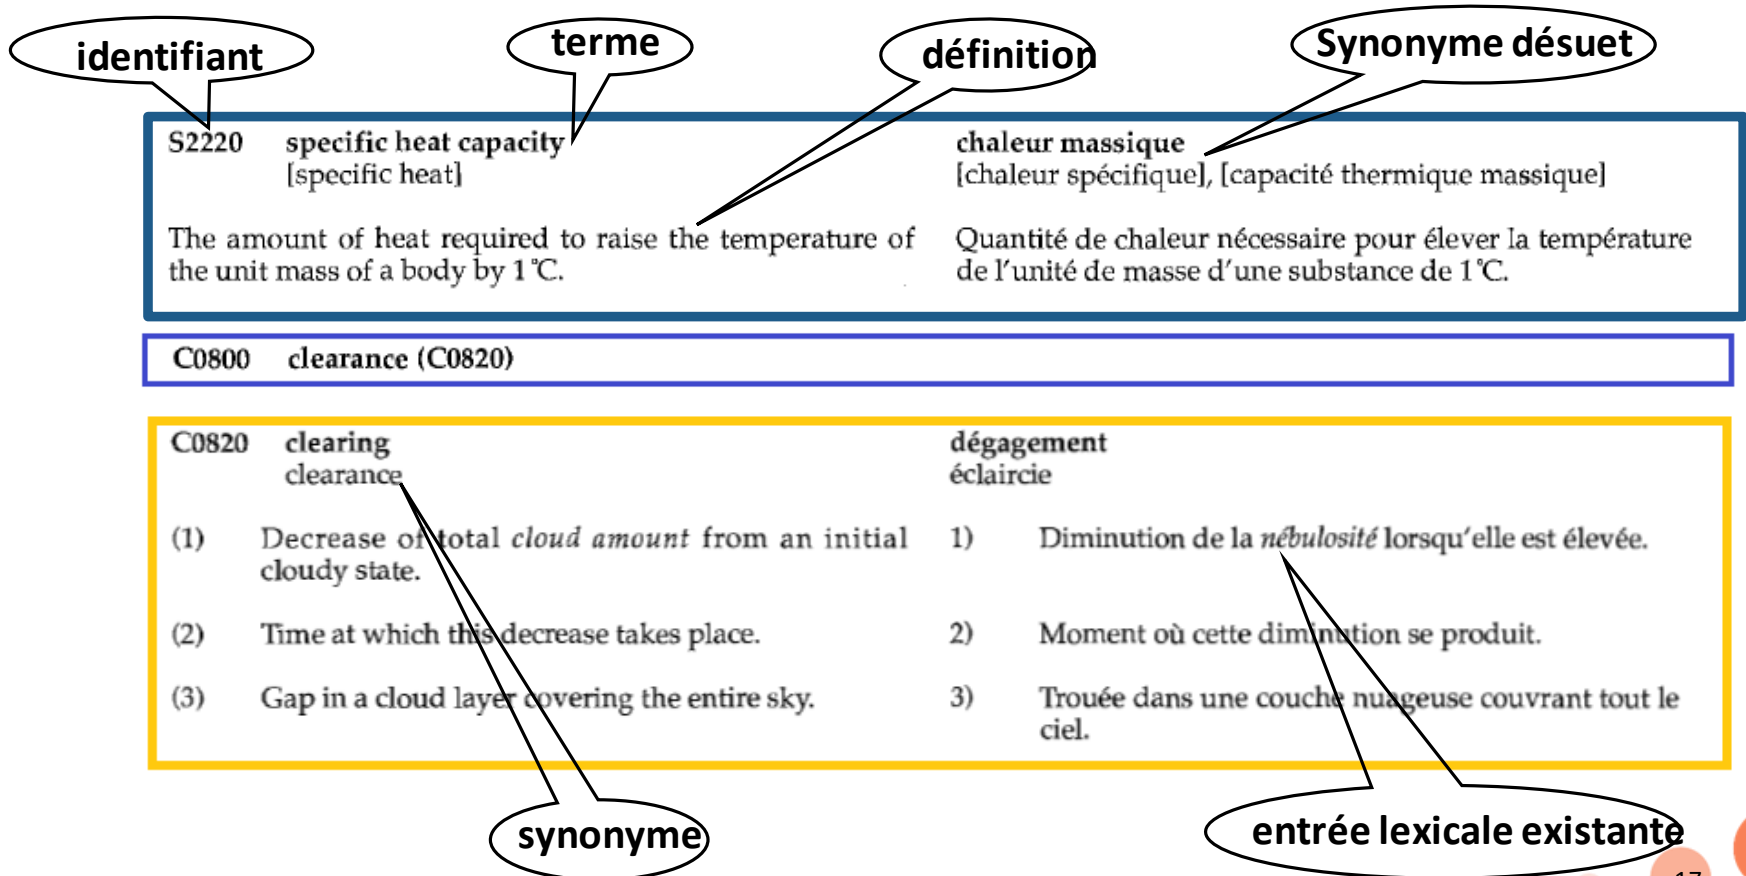 identifiant
terme
définition
Synonyme désuet
S2220 specific heat capacity
[specific heat]
chaleur massique
[chaleur spécifique], [capacité thermique massique]
The amount of heat required to raise the temperature of
the unit mass of a body by 1°C.
Quantité de chaleur nécessaire pour élever la température
de l'unité de masse d'une substance de 1°C.
C0800 clearance (C0820)
C0820 clearing
clearance
dégagement
éclaircie
(1) Decrease of total cloud amount from an initial
cloudy state.
1) Diminution de la nébulosité lorsqu'elle est élevée.
(2) Time at which this decrease takes place.
2) Moment où cette diminution se produit.
(3) Gap in a cloud layer covering the entire sky.
3) Trouée dans une couche nuageuse couvrant tout le
ciel.
synonyme
entrée lexicale existante
17